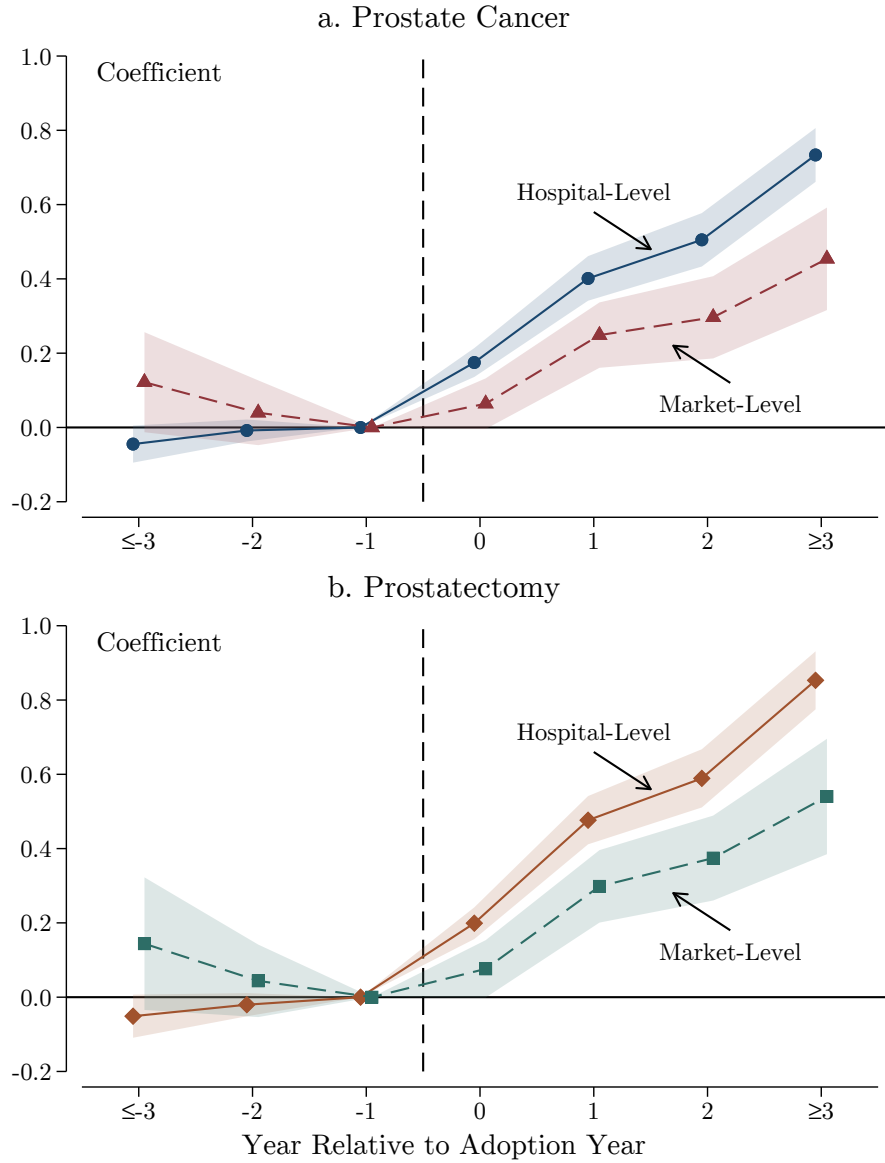 a. Prostate Cancer
Coefficient
1.0
0.8
0.6
0.4
0.2
0.0
-0.2
Hospital-Level
Market-Level
≤-3 -2 -1 0 1 2 ≥3
b. Prostatectomy
Coefficient
1.0
0.8
0.6
0.4
0.2
0.0
-0.2
Hospital-Level
Market-Level
≤-3 -2 -1 0 1 2 ≥3
Year Relative to Adoption Year